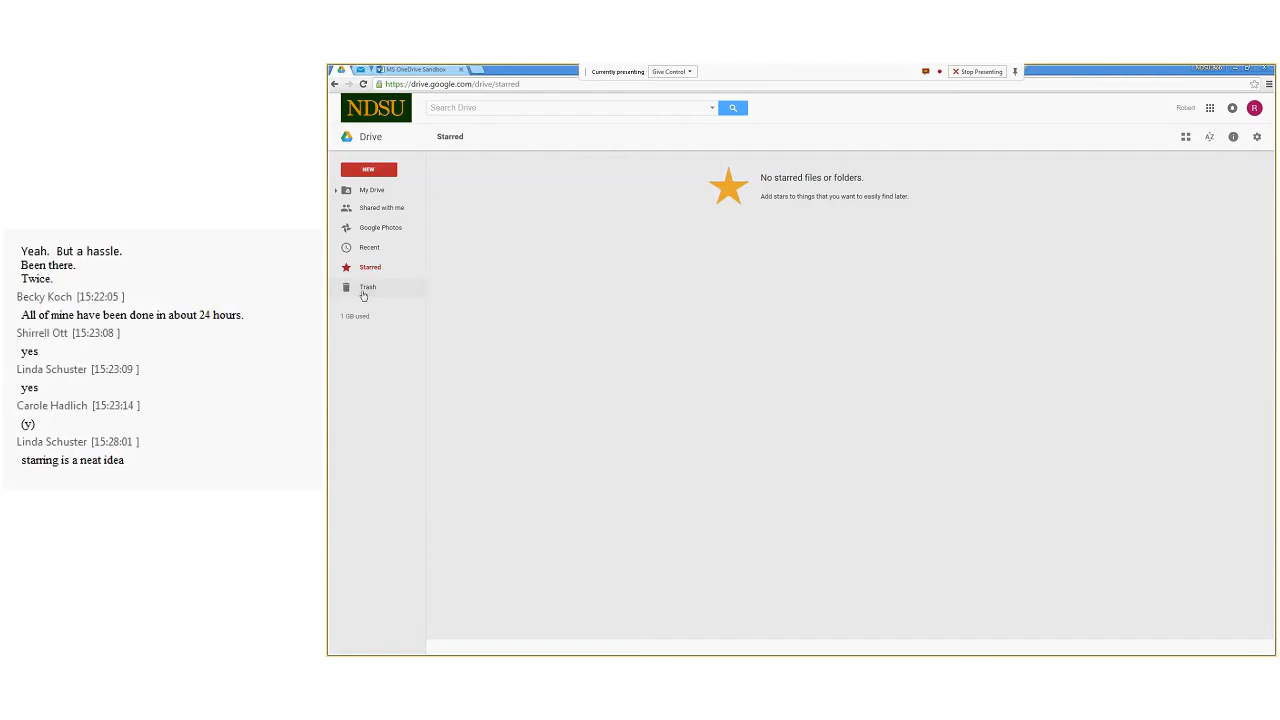 MS OneDrive Sandbox
Currently presenting
Give Control
Stop Presenting
https://drive.google.com/drive/starred
NDSU
Search Drive
Robert
R
Drive
Starred
NEW
No starred files or folders.
Add stars to things that you want to easily find later.
My Drive
Shared with me
Google Photos
Recent
Starred
Trash
1 GB used
Yeah. But a hassle.
Been there.
Twice.
Becky Koch [15:22:05 ]
All of mine have been done in about 24 hours.
Shirrell Ott [15:23:08 ]
yes
Linda Schuster [15:23:09 ]
yes
Carole Hadlich [15:23:14 ]
(y)
Linda Schuster [15:28:01 ]
starring is a neat idea